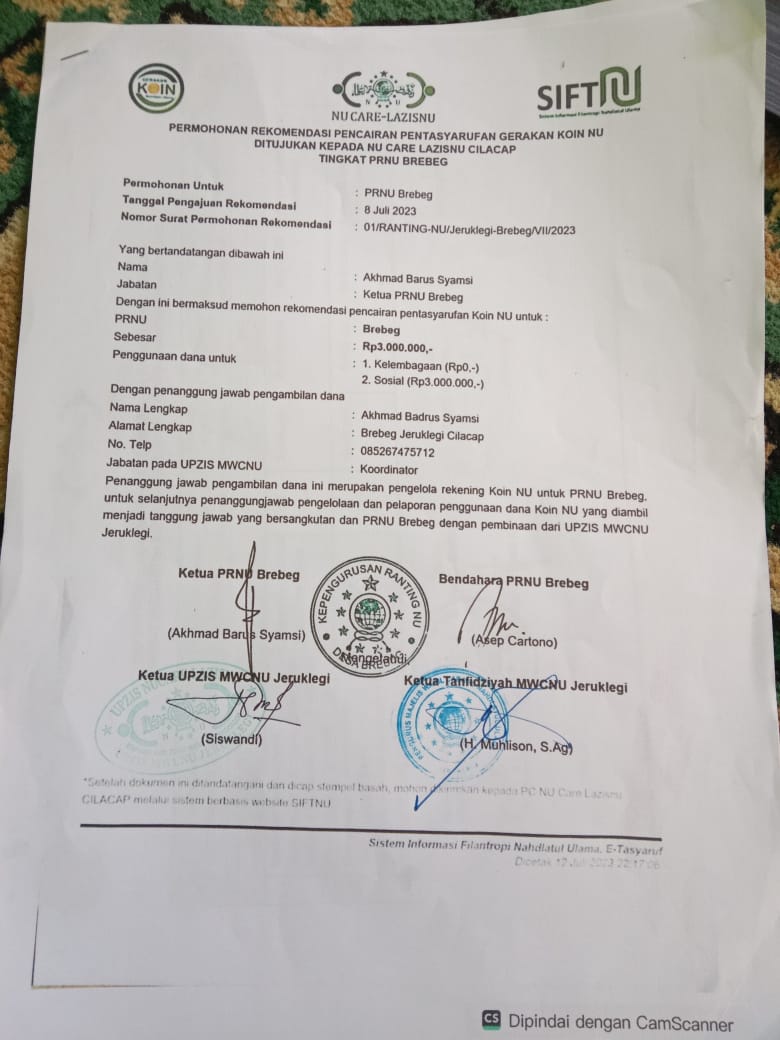 GERAKAN
KOIN
NU
NU CARE-LAZISNU
SIFTNU
Sistem Informasi Filantropi Nahdlatul Ulama
PERMOHONAN REKOMENDASI PENCAIRAN PENTASYARUFAN GERAKAN KOIN NU
DITUJUKAN KEPADA NU CARE LAZISNU CILACAP
TINGKAT PRNU BREBEG
Permohonan Untuk : PRNU Brebeg
Tanggal Pengajuan Rekomendasi : 8 Juli 2023
Nomor Surat Permohonan Rekomendasi : 01/RANTING-NU/Jeruklegi-Brebeg/VII/2023
Yang bertandatangan dibawah ini
Nama : Akhmad Barus Syamsi
Jabatan : Ketua PRNU Brebeg
Dengan ini bermaksud memohon rekomendasi pencairan pentasyarufan Koin NU untuk :
PRNU : Brebeg
Sebesar : Rp3.000.000,-
Penggunaan dana untuk : 1. Kelembagaan (Rp0,-)
2. Sosial (Rp3.000.000,-)
Dengan penanggung jawab pengambilan dana
Nama Lengkap : Akhmad Badrus Syamsi
Alamat Lengkap : Brebeg Jeruklegi Cilacap
No. Telp : 085267475712
Jabatan pada UPZIS MWCNU : Koordinator
Penanggung jawab pengambilan dana ini merupakan pengelola rekening Koin NU untuk PRNU Brebeg,
untuk selanjutnya penanggungjawab pengelolaan dan pelaporan penggunaan dana Koin NU yang diambil
menjadi tanggung jawab yang bersangkutan dan PRNU Brebeg dengan pembinaan dari UPZIS MWCNU
Jeruklegi.
Ketua PRNU Brebeg
Bendahara PRNU Brebeg
KEPENGURUSAN RANTING NU
DESA BREBEG
(Akhmad Barus Syamsi)
(Asep Cartono)
Mengetahui
Ketua UPZIS MWCNU Jeruklegi
Ketua Tanfidziyah MWCNU Jeruklegi
(Siswandi)
(H. Muhlison, S.Ag)
*Setelah dokumen ini ditandatangani dan dicap stempel basah, mohon dikirimkan kepada PC NU Care Lazisnu
CILACAP melalui sistem berbasis website SIFTNU
Sistem Informasi Filantropi Nahdlatul Ulama, E-Tasyaruf
Dicetak 12 Juli 2023 22:17:06
CS Dipindai dengan CamScanner